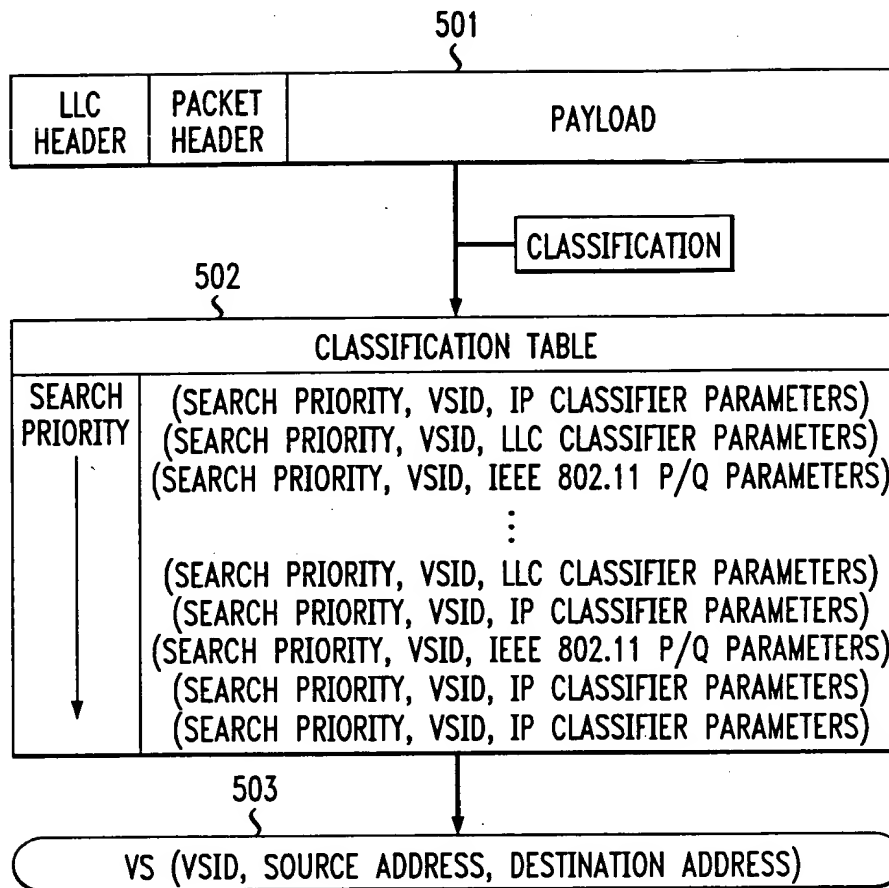 501
LLC HEADER
PACKET HEADER
PAYLOAD
CLASSIFICATION
502
CLASSIFICATION TABLE
SEARCH PRIORITY
(SEARCH PRIORITY, VSID, IP CLASSIFIER PARAMETERS)
(SEARCH PRIORITY, VSID, LLC CLASSIFIER PARAMETERS)
(SEARCH PRIORITY, VSID, IEEE 802.11 P/Q PARAMETERS)
⋮
(SEARCH PRIORITY, VSID, LLC CLASSIFIER PARAMETERS)
(SEARCH PRIORITY, VSID, IP CLASSIFIER PARAMETERS)
(SEARCH PRIORITY, VSID, IEEE 802.11 P/Q PARAMETERS)
(SEARCH PRIORITY, VSID, IP CLASSIFIER PARAMETERS)
(SEARCH PRIORITY, VSID, IP CLASSIFIER PARAMETERS)
503
VS (VSID, SOURCE ADDRESS, DESTINATION ADDRESS)